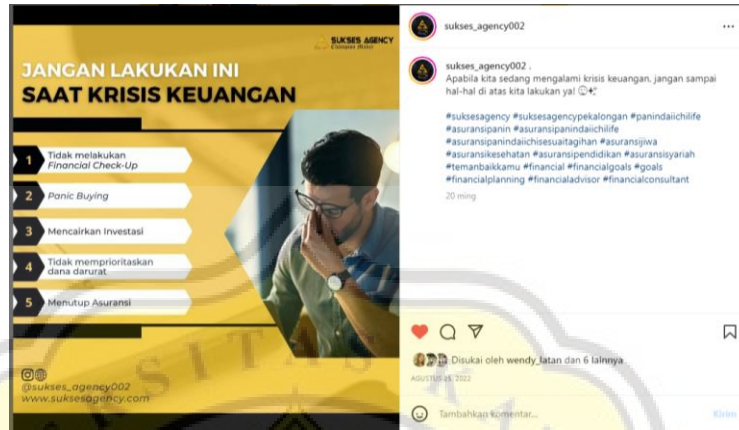 SUKSES AGENCY
JANGAN LAKUKAN INI
SAAT KRISIS KEUANGAN
1 Tidak melakukan
Financial Check-Up
2 Panic Buying
3 Mencairkan Investasi
4 Tidak memprioritaskan
dana darurat
5 Menutup Asuransi
@sukses_agency002
www.suksesagency.com
sukses_agency002
sukses_agency002 .
Apabila kita sedang mengalami krisis keuangan, jangan sampai
hal-hal di atas kita lakukan ya!
#suksesagency #suksesagencypekalongan #panindaiichilife
#asuransipanin #asuransipanindaiichilife
#asuransipanindaiichisesuaitagihan #asuransijiwa
#asuransikesehatan #asuransipendidikan #asuransisyariah
#temanbaikkamu #financial #financialgoals #goals
#financialplanning #financialadvisor #financialconsultant
20 ming
Disukai oleh wendy_latan dan 6 lainnya
AGUSTUS 25, 2022
Tambahkan komentar...
Kirim